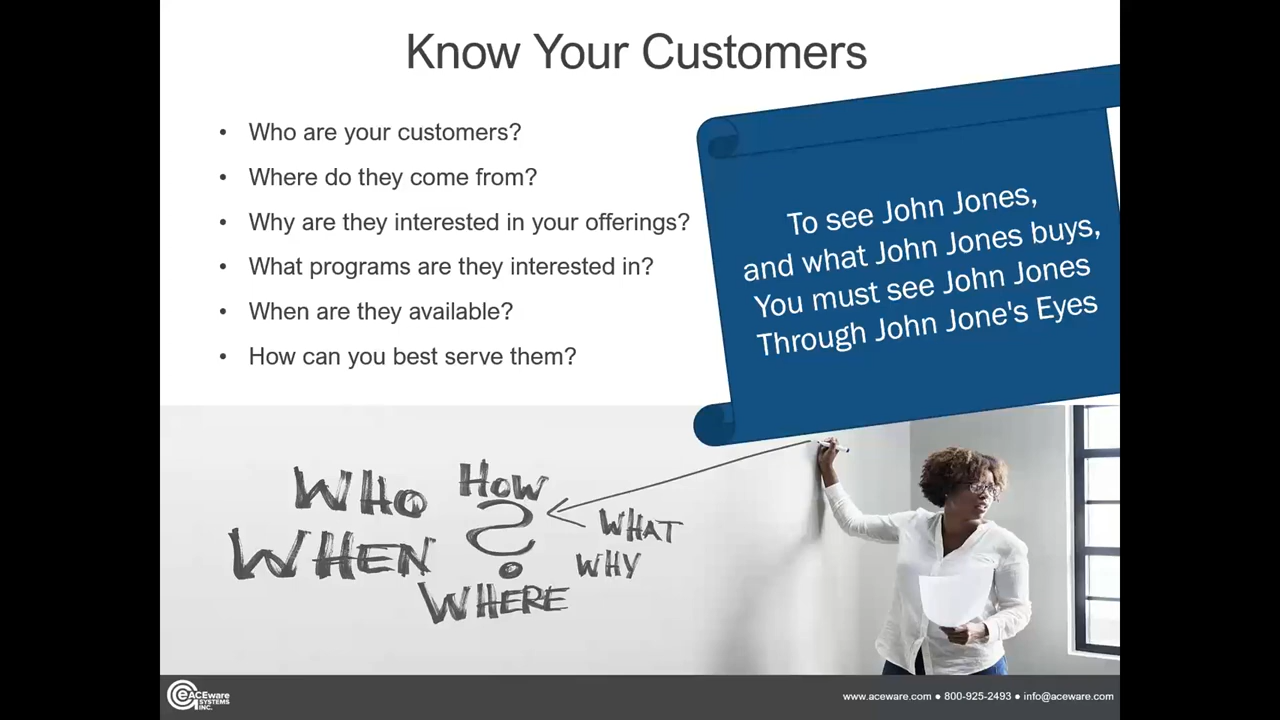 Know Your Customers
• Who are your customers?
• Where do they come from?
• Why are they interested in your offerings?
• What programs are they interested in?
• When are they available?
• How can you best serve them?
To see John Jones,
and what John Jones buys,
You must see John Jones
Through John Jone's Eyes
WHO
HOW
?
WHAT
WHEN
WHY
WHERE
ACEware
SYSTEMS
INC.
www.aceware.com ● 800-925-2493 ● info@aceware.com